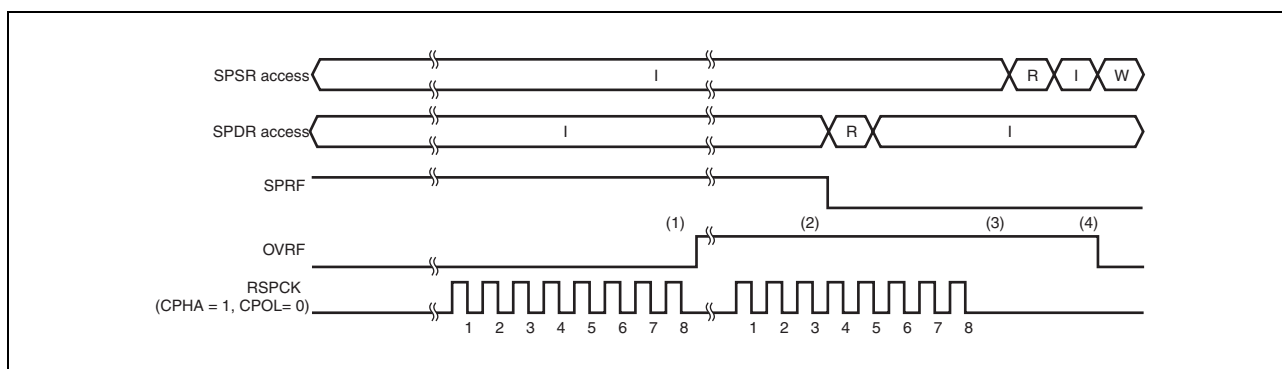 SPSR access I R I W
SPDR access I R I
SPRF
(1) (2) (3) (4)
OVRF
RSPCK
(CPHA = 1, CPOL= 0)
1 2 3 4 5 6 7 8 1 2 3 4 5 6 7 8